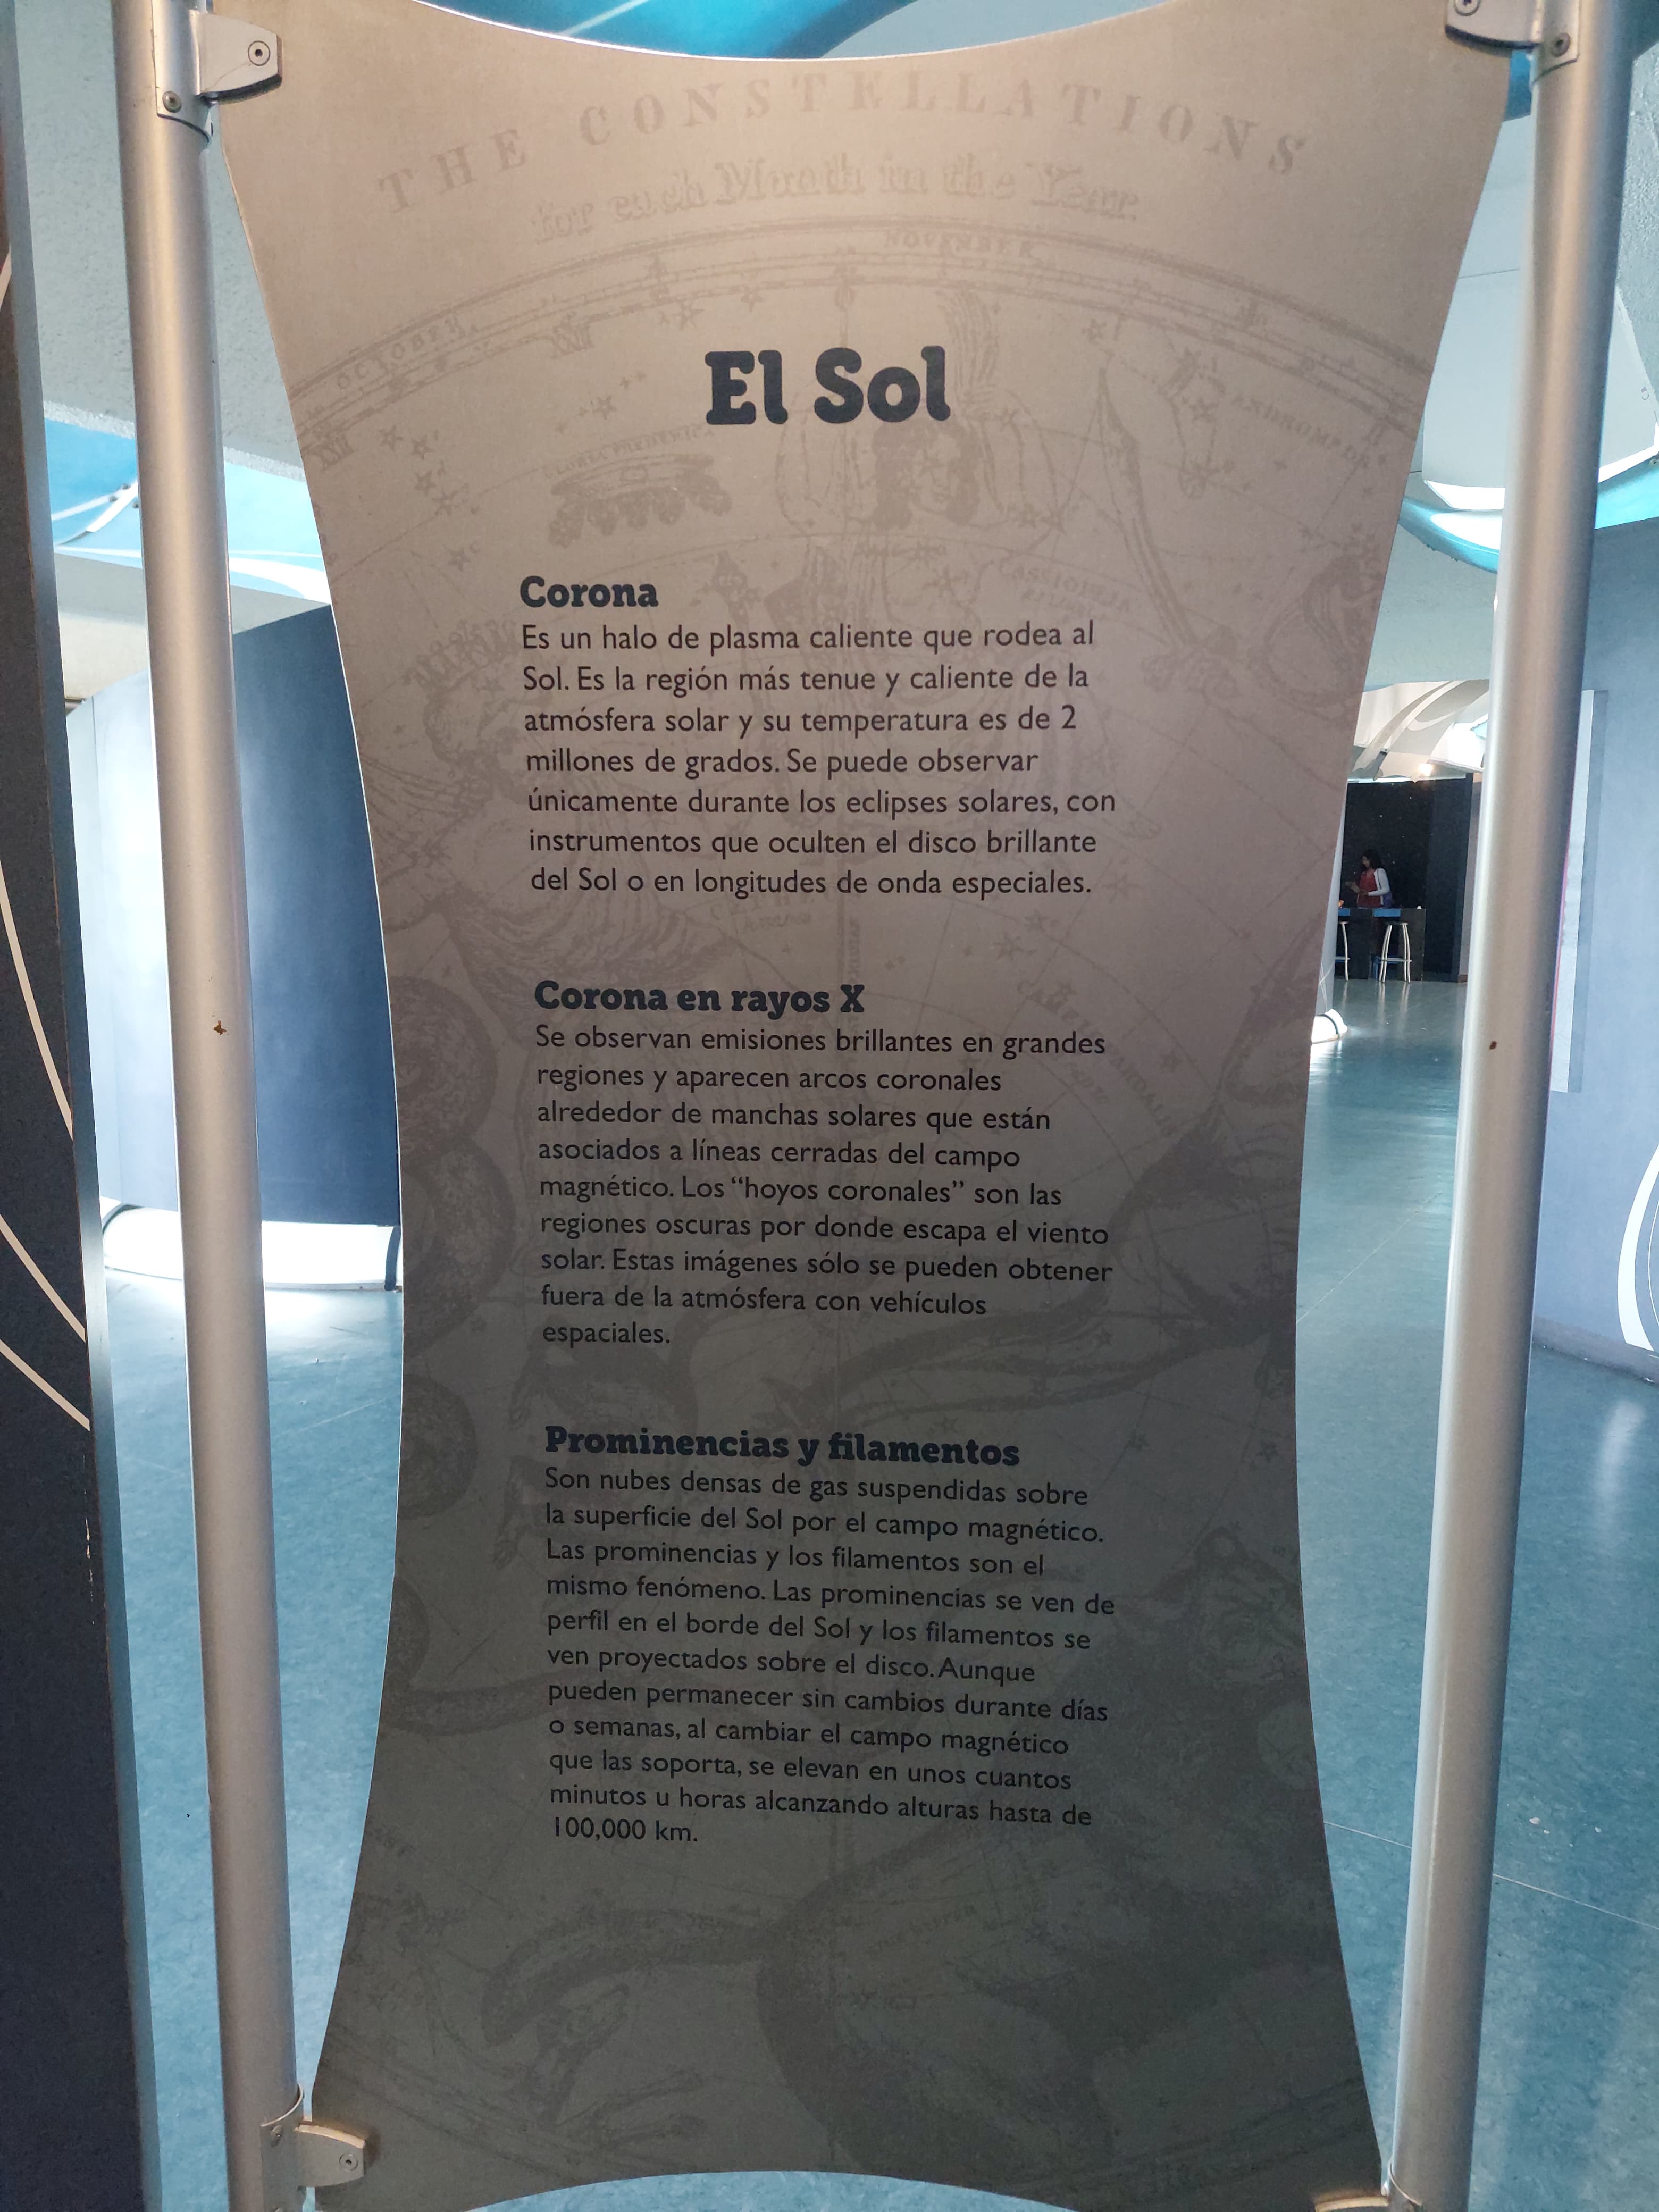 THE CONSTELLATIONS
for each Month in the Year.
NOVEMBER
OCTOBER
El Sol
ANDROMEDA
Corona
Es un halo de plasma caliente que rodea al
Sol. Es la región más tenue y caliente de la
atmósfera solar y su temperatura es de 2
millones de grados. Se puede observar
únicamente durante los eclipses solares, con
instrumentos que oculten el disco brillante
del Sol o en longitudes de onda especiales.
Corona en rayos X
Se observan emisiones brillantes en grandes
regiones y aparecen arcos coronales
alrededor de manchas solares que están
asociados a líneas cerradas del campo
magnético. Los “hoyos coronales” son las
regiones oscuras por donde escapa el viento
solar. Estas imágenes sólo se pueden obtener
fuera de la atmósfera con vehículos
espaciales.
Prominencias y filamentos
Son nubes densas de gas suspendidas sobre
la superficie del Sol por el campo magnético.
Las prominencias y los filamentos son el
mismo fenómeno. Las prominencias se ven de
perfil en el borde del Sol y los filamentos se
ven proyectados sobre el disco. Aunque
pueden permanecer sin cambios durante días
o semanas, al cambiar el campo magnético
que las soporta, se elevan en unos cuantos
minutos u horas alcanzando alturas hasta de
100,000 km.